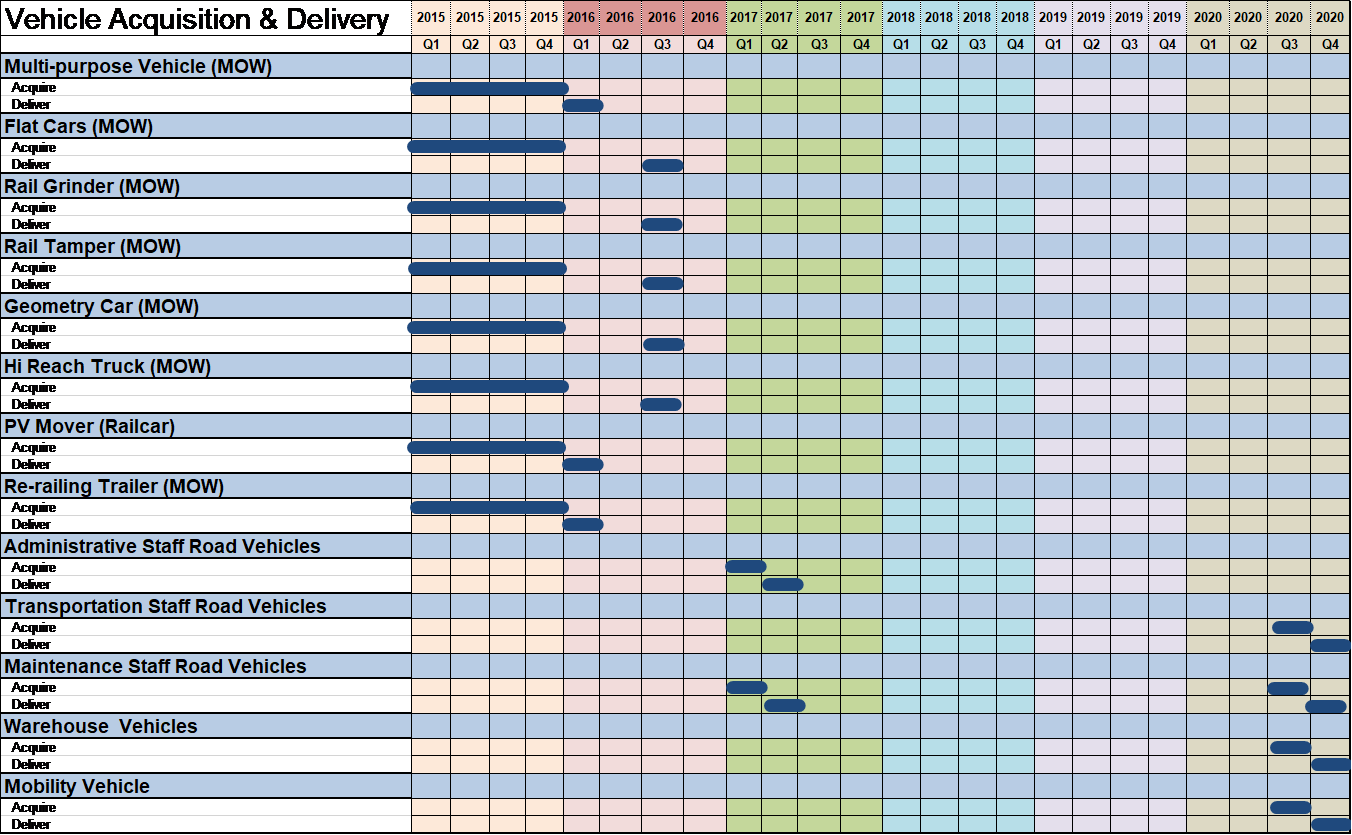 Vehicle Acquisition & Delivery 2015 2015 2015 2015 2016 2016 2016 2016 2017 2017 2017 2017 2018 2018 2018 2018 2019 2019 2019 2019 2020 2020 2020 2020
Q1 Q2 Q3 Q4 Q1 Q2 Q3 Q4 Q1 Q2 Q3 Q4 Q1 Q2 Q3 Q4 Q1 Q2 Q3 Q4 Q1 Q2 Q3 Q4
Multi-purpose Vehicle (MOW)
Acquire
Deliver
Flat Cars (MOW)
Acquire
Deliver
Rail Grinder (MOW)
Acquire
Deliver
Rail Tamper (MOW)
Acquire
Deliver
Geometry Car (MOW)
Acquire
Deliver
Hi Reach Truck (MOW)
Acquire
Deliver
PV Mover (Railcar)
Acquire
Deliver
Re-railing Trailer (MOW)
Acquire
Deliver
Administrative Staff Road Vehicles
Acquire
Deliver
Transportation Staff Road Vehicles
Acquire
Deliver
Maintenance Staff Road Vehicles
Acquire
Deliver
Warehouse Vehicles
Acquire
Deliver
Mobility Vehicle
Acquire
Deliver